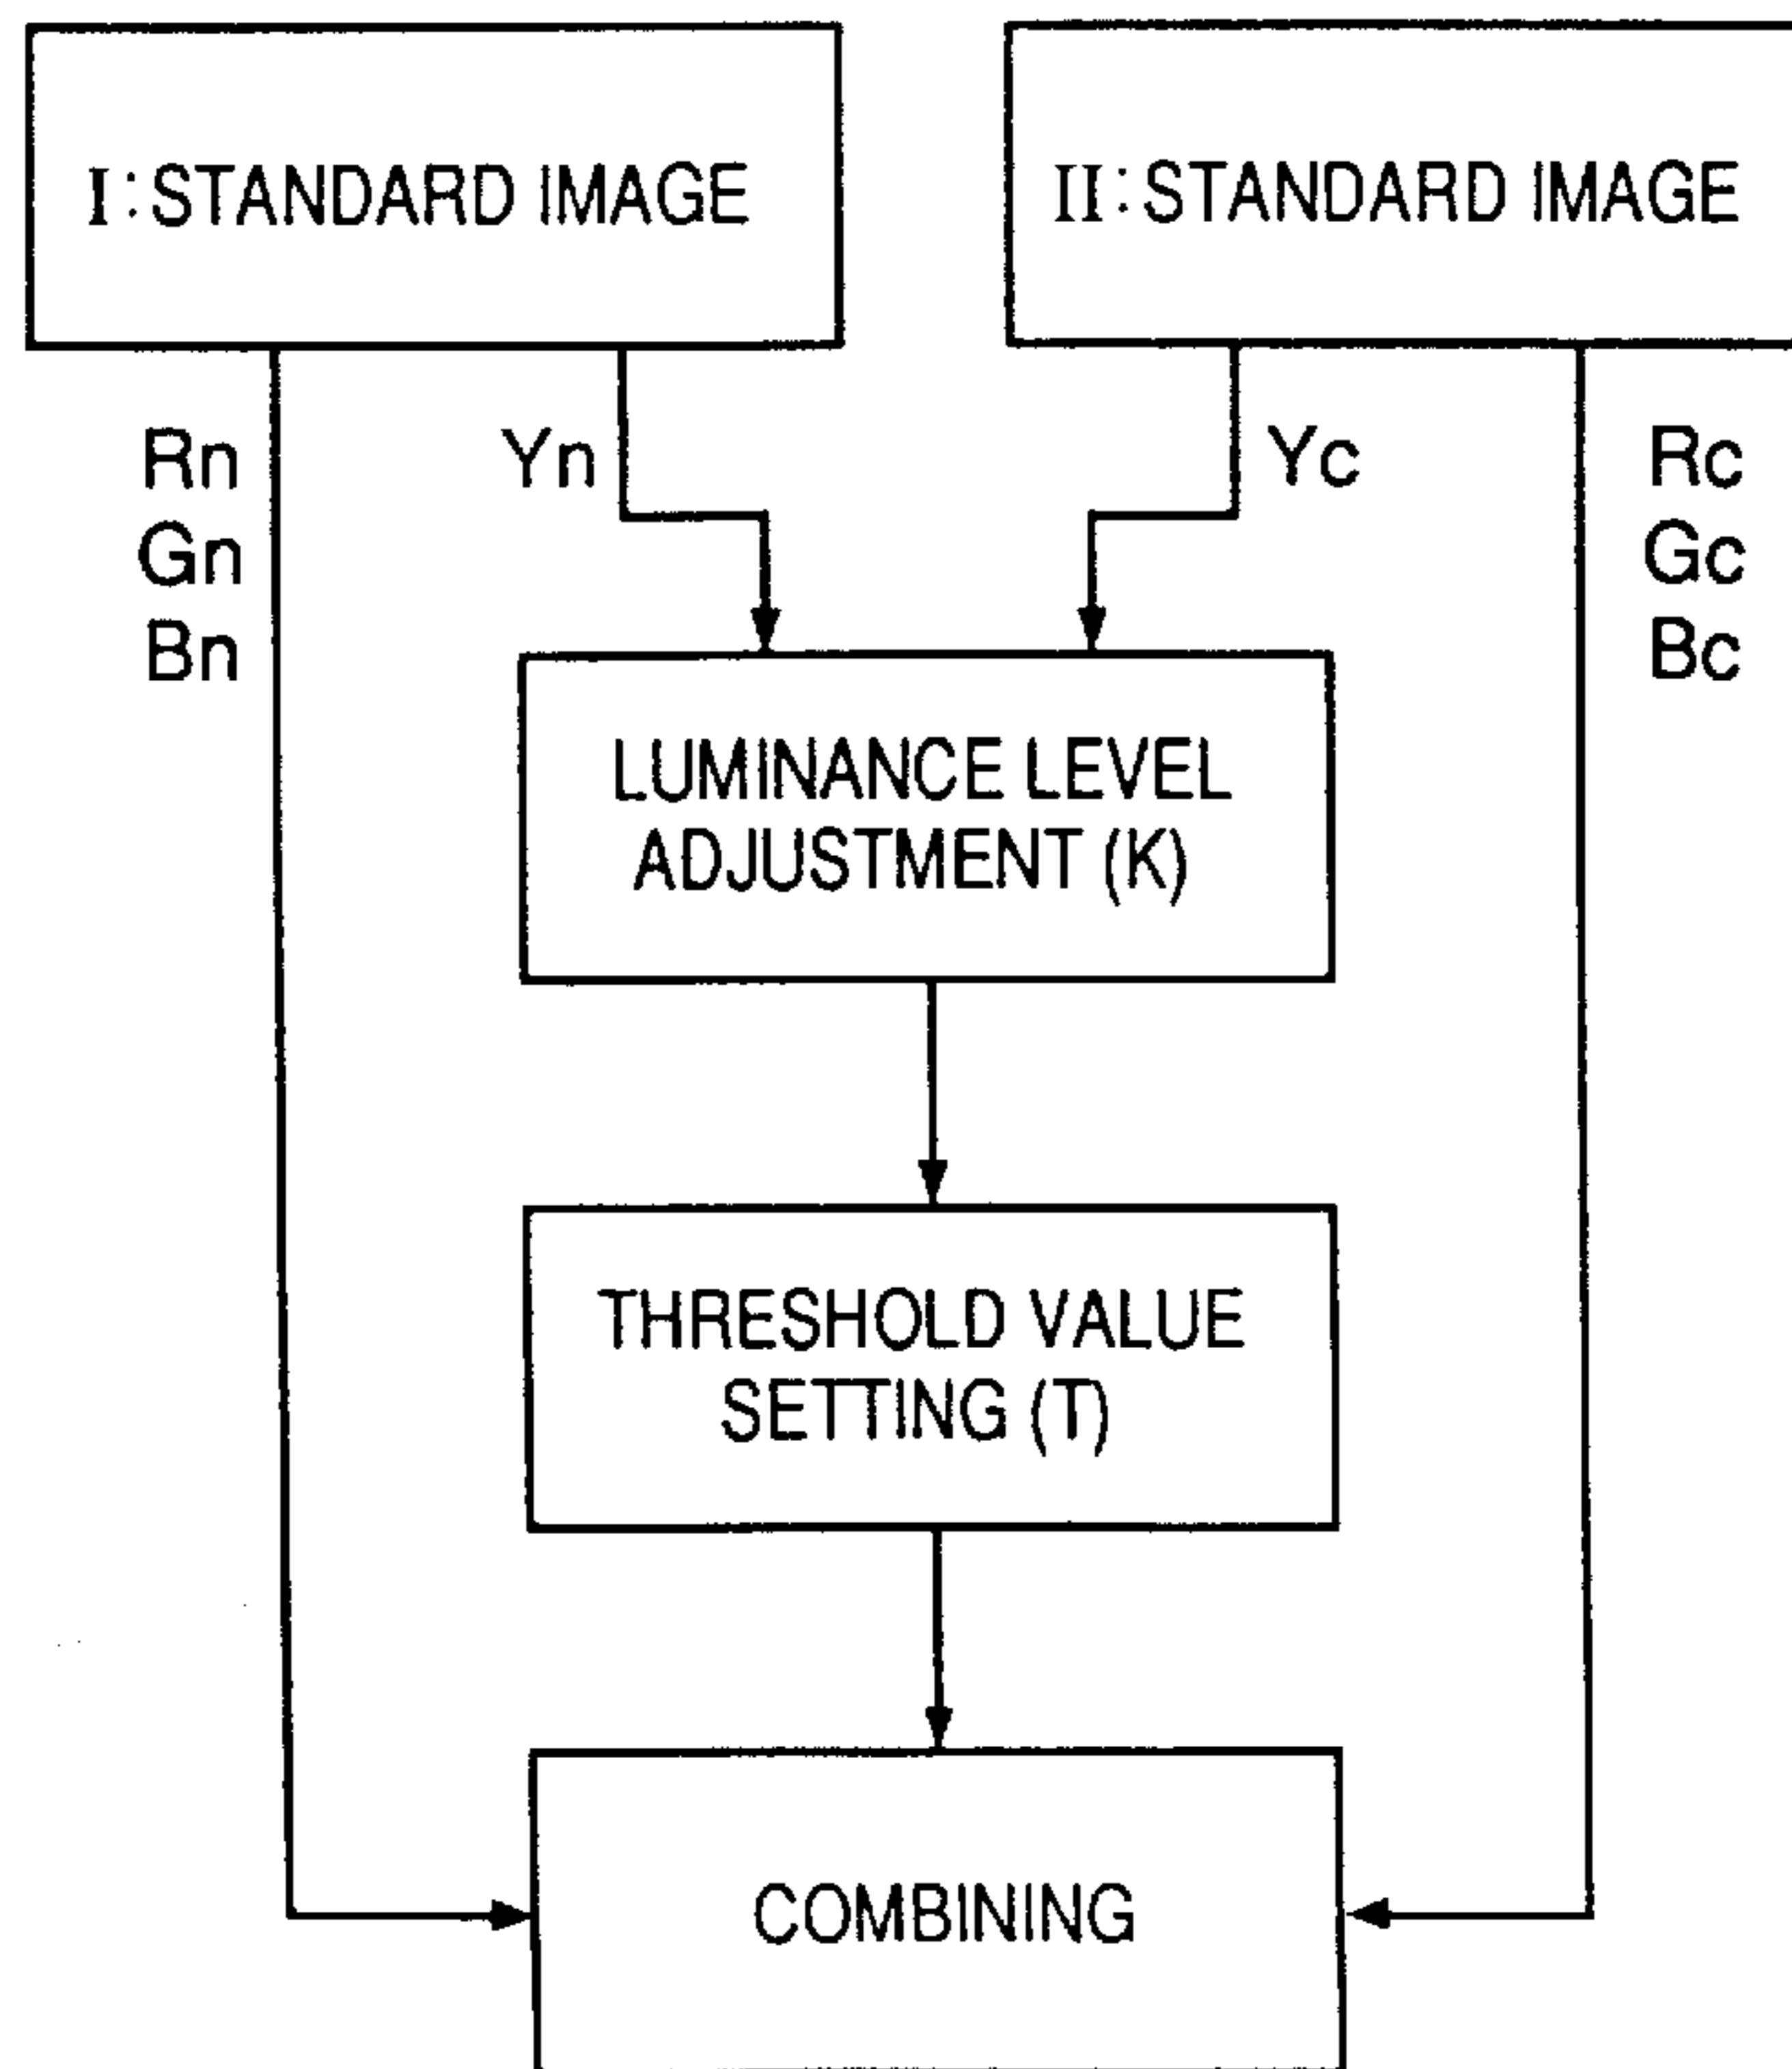 I:STANDARD IMAGE
II:STANDARD IMAGE
Rn
Gn
Bn
Yn
Yc
Rc
Gc
Bc
LUMINANCE LEVEL
ADJUSTMENT (K)
THRESHOLD VALUE
SETTING (T)
COMBINING